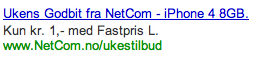 Ukens Godbit fra NetCom - iPhone 4 8GB.
Kun kr. 1,- med Fastpris L.
www.NetCom.no/ukestilbud